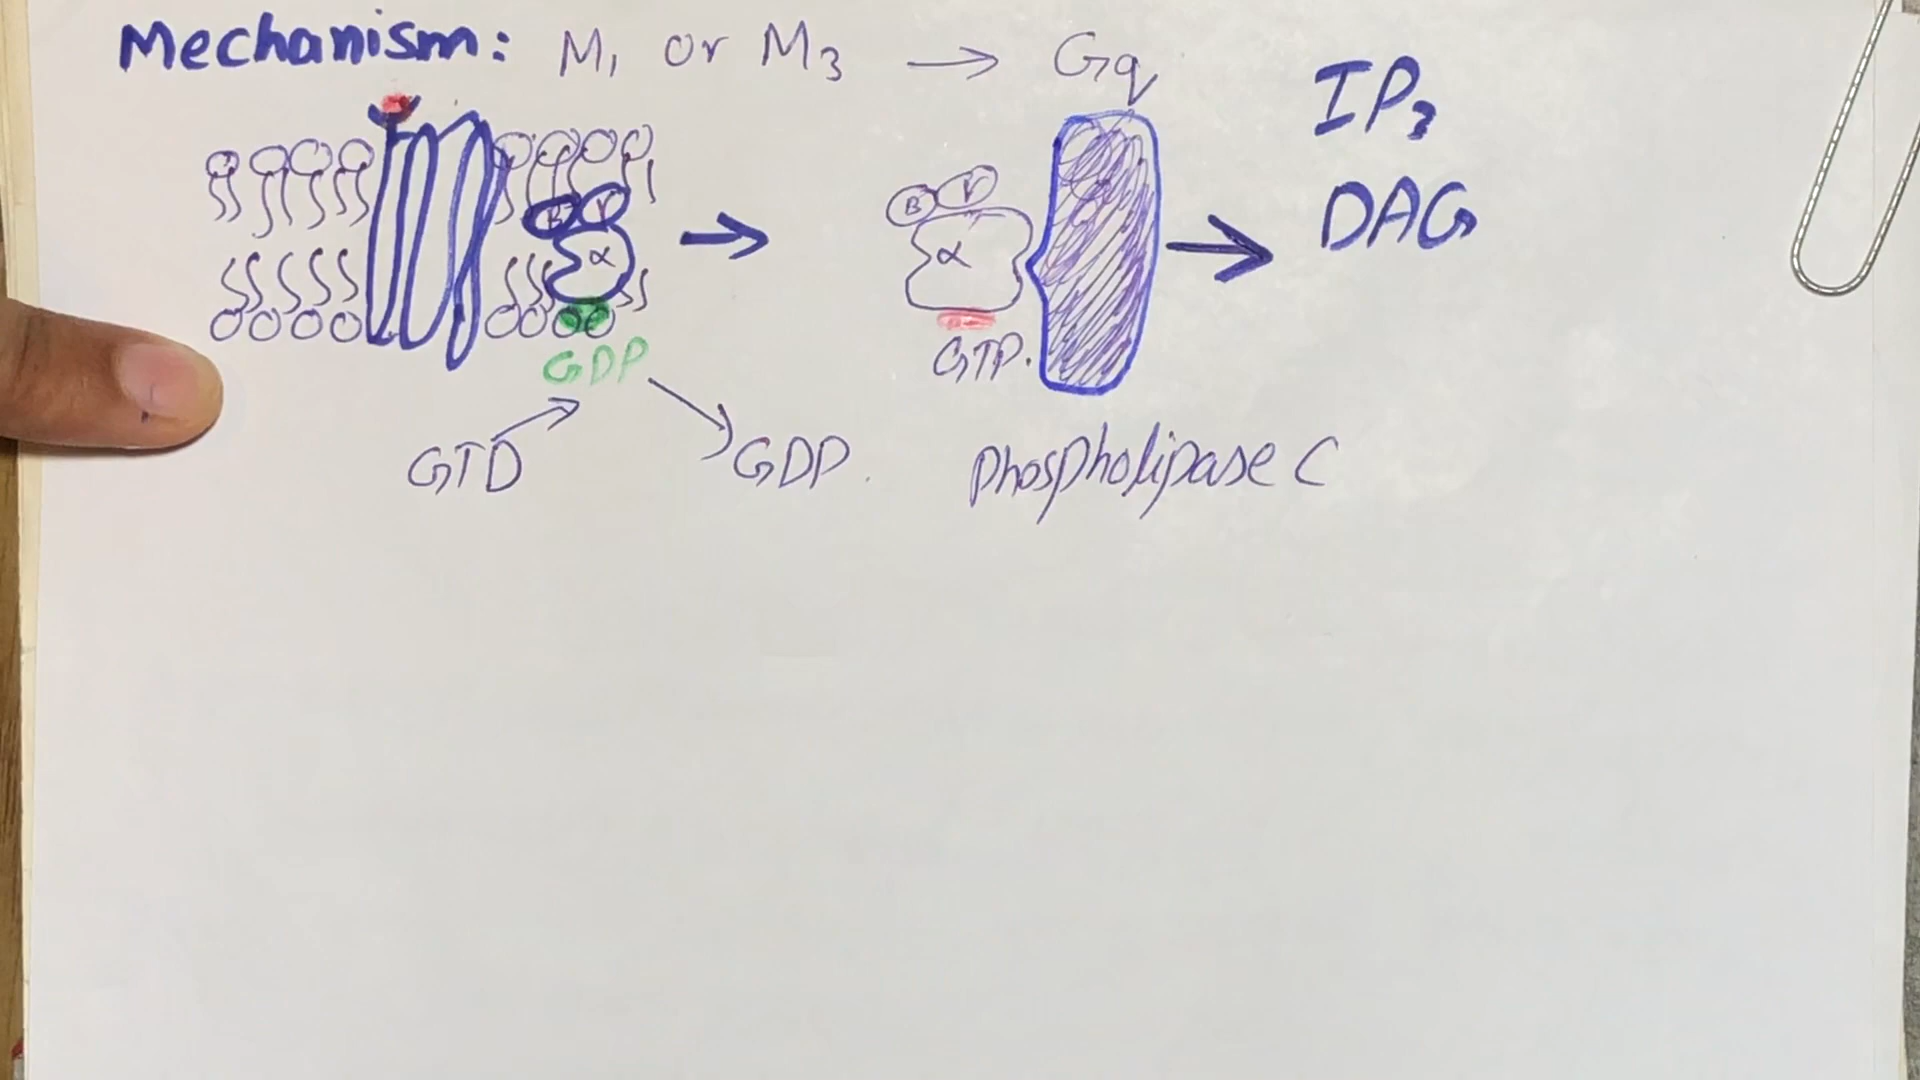 Mechanism: M1 or M3 → Gq
IP3
DAG
B γ
α
B γ
α
GDP
GTP.
GTD
GDP.
Phospholipase C